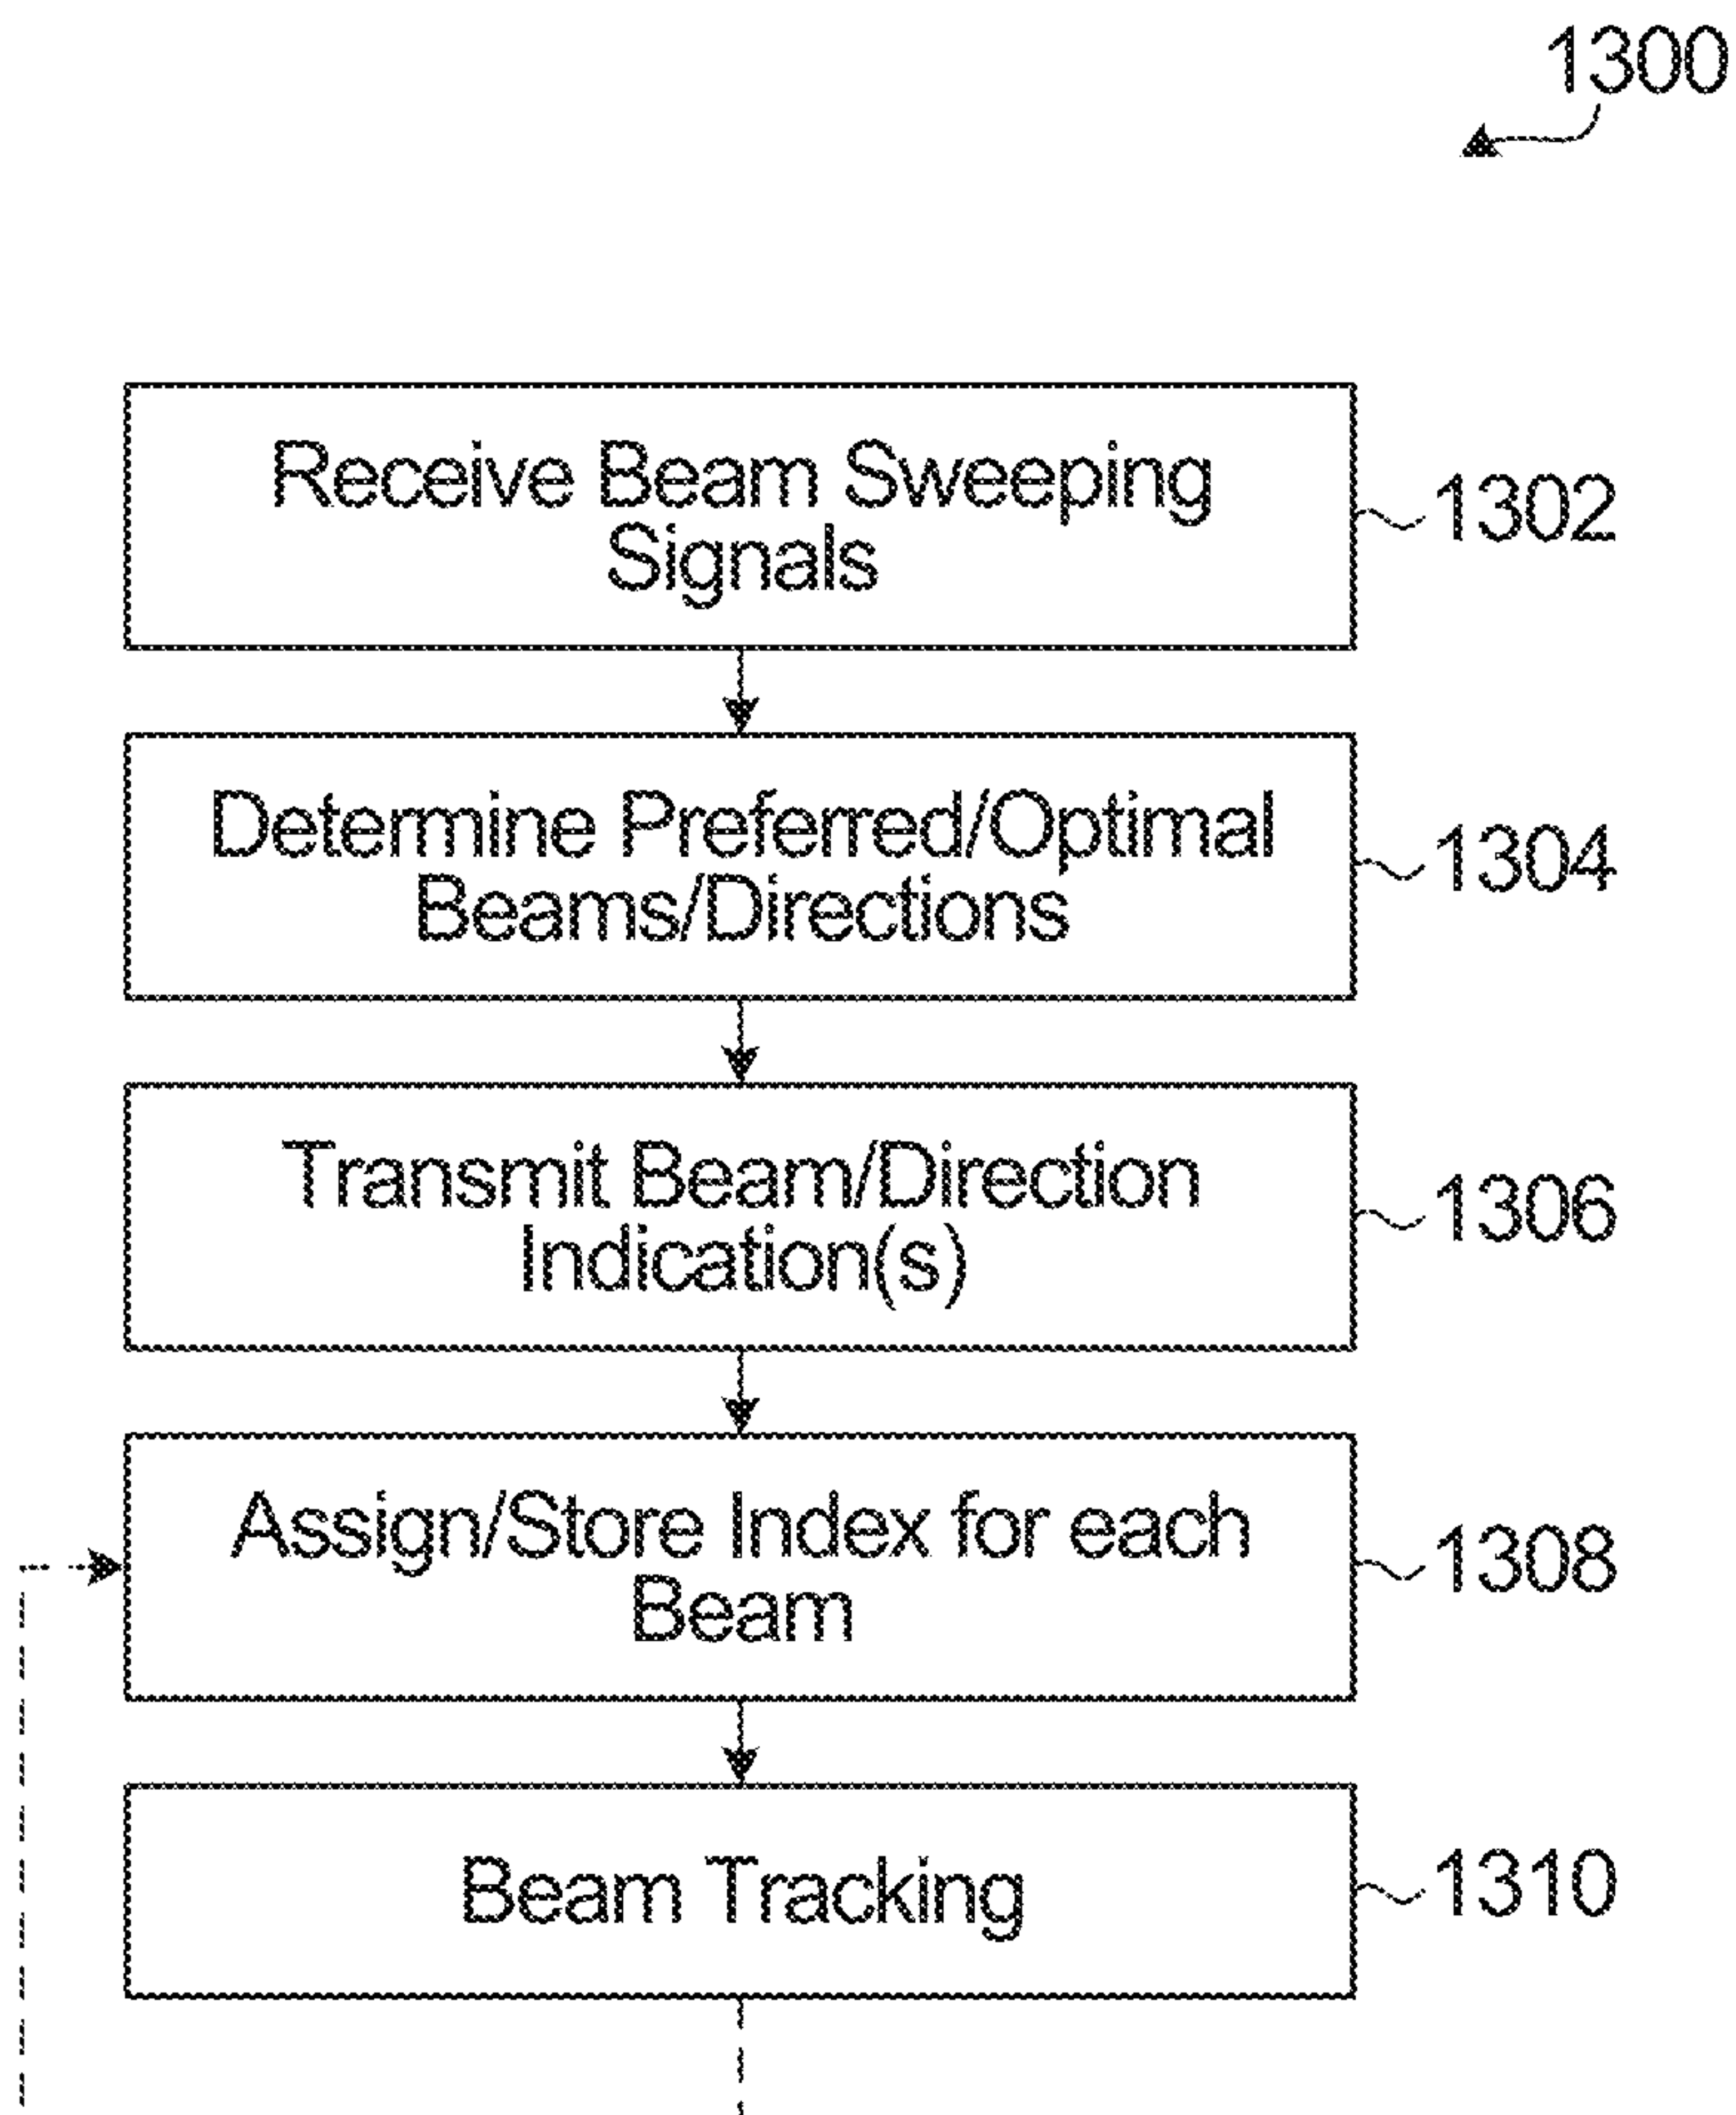 1300
Receive Beam Sweeping
Signals
1302
Determine Preferred/Optimal
Beams/Directions
1304
Transmit Beam/Direction
Indication(s)
1306
Assign/Store Index for each
Beam
1308
Beam Tracking
1310